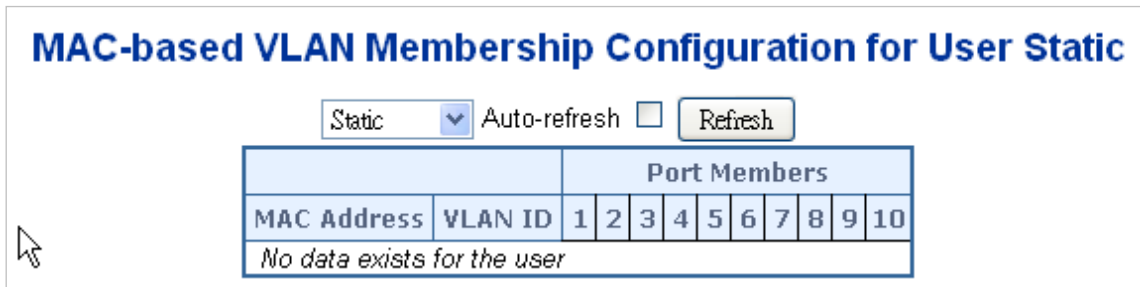 MAC-based VLAN Membership Configuration for User Static
Static Auto-refresh Refresh
Port Members
MAC Address VLAN ID 1 2 3 4 5 6 7 8 9 10
No data exists for the user